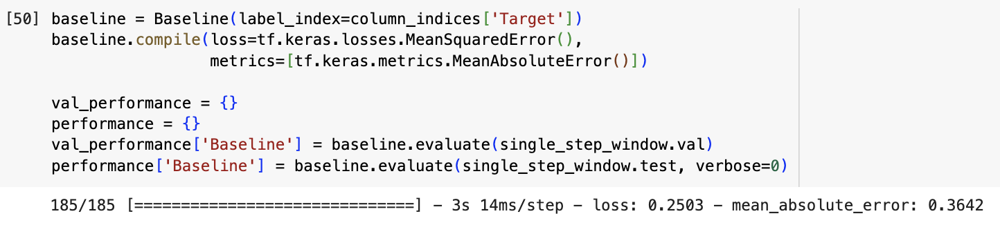 [50] baseline = Baseline(label_index=column_indices['Target'])
baseline.compile(loss=tf.keras.losses.MeanSquaredError(),
metrics=[tf.keras.metrics.MeanAbsoluteError()])
val_performance = {}
performance = {}
val_performance['Baseline'] = baseline.evaluate(single_step_window.val)
performance['Baseline'] = baseline.evaluate(single_step_window.test, verbose=0)
185/185 [==============================] - 3s 14ms/step - loss: 0.2503 - mean_absolute_error: 0.3642